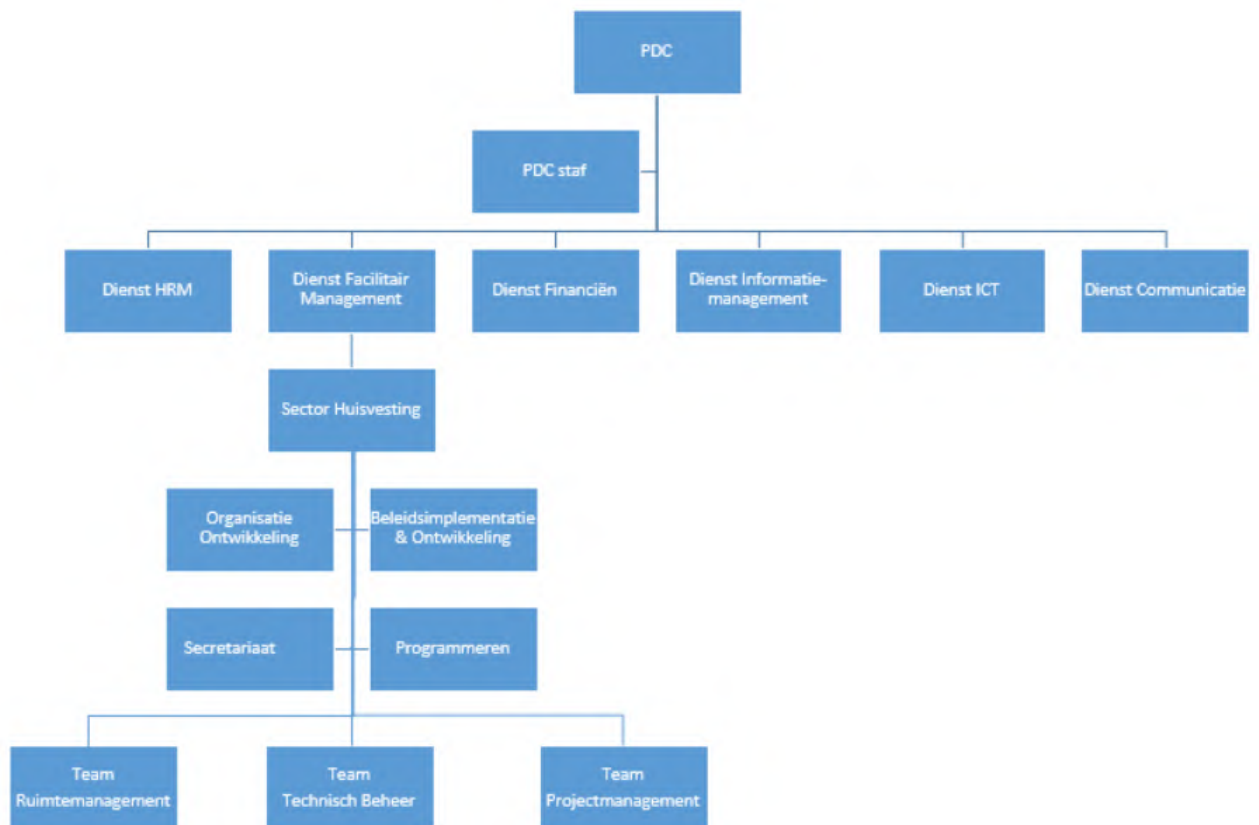 PDC
PDC staf
Dienst HRM
Dienst Facilitair
Management
Dienst Financiën
Dienst Informatie-
management
Dienst ICT
Dienst Communicatie
Sector Huisvesting
Organisatie
Ontwikkeling
Beleidsimplementatie
& Ontwikkeling
Secretariaat
Programmeren
Team
Ruimtemanagement
Team
Technisch Beheer
Team
Projectmanagement